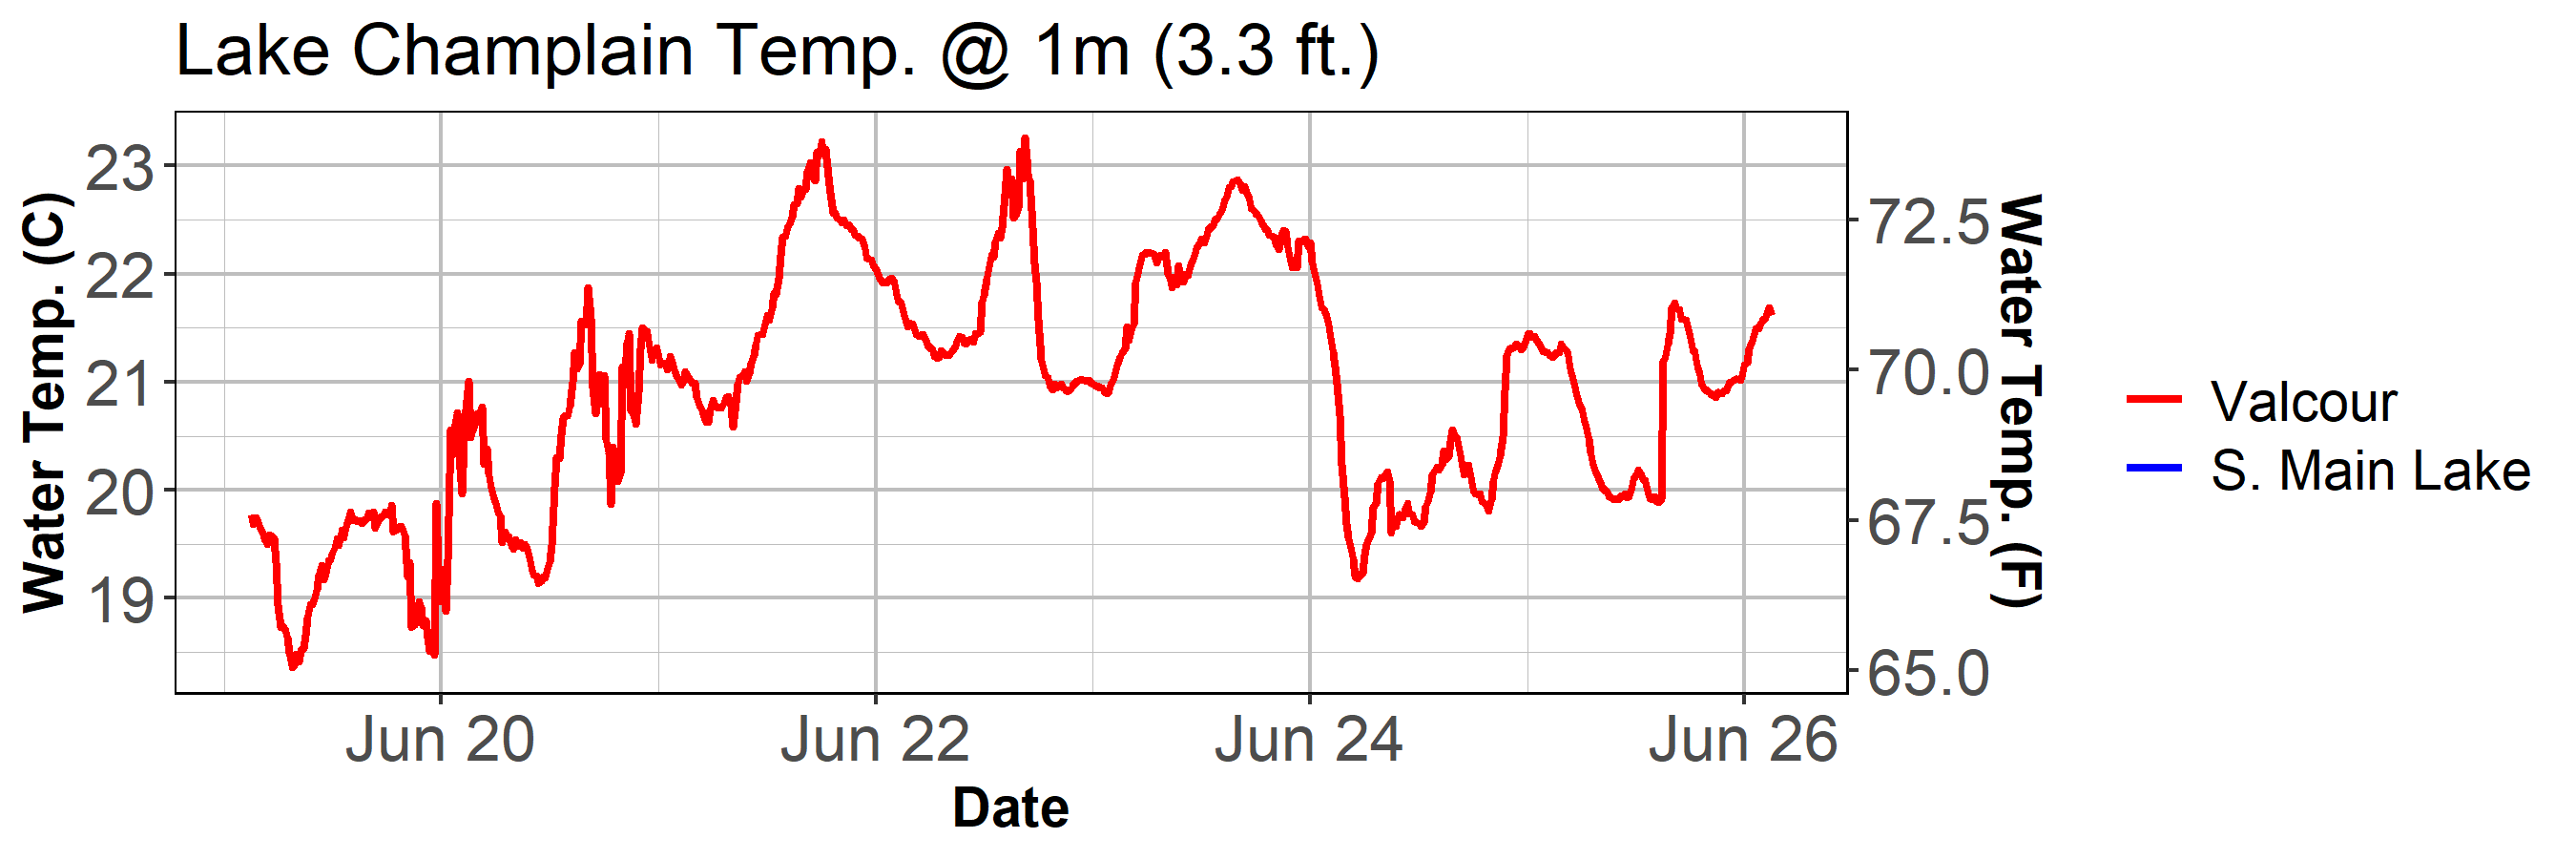 Lake Champlain Temp. @ 1m (3.3 ft.)
Water Temp. (C)
23
22
21
20
19
72.5
70.0
67.5
65.0
Water Temp. (F)
Jun 20
Jun 22
Jun 24
Jun 26
Date
Valcour
S. Main Lake